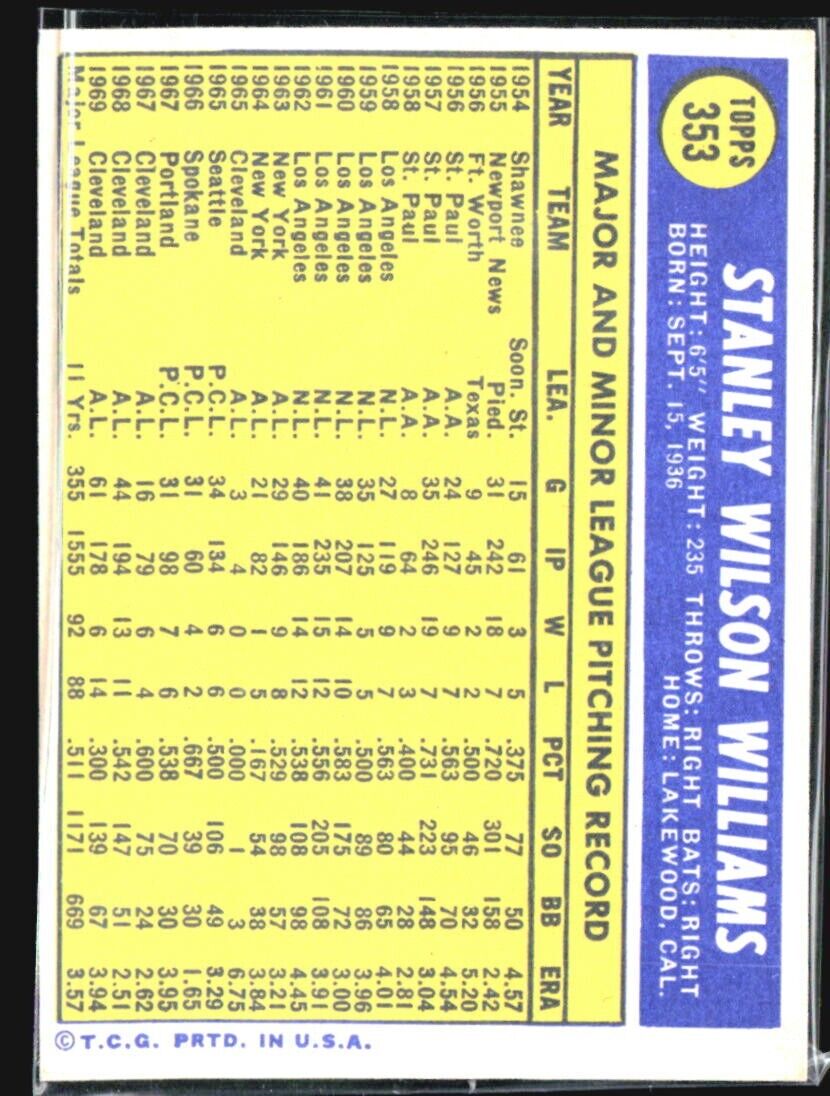 TOPPS
353
STANLEY WILSON WILLIAMS
HEIGHT: 6'5" WEIGHT: 235 THROWS: RIGHT BATS: RIGHT
BORN: SEPT. 15, 1936 HOME: LAKEWOOD, CAL.
MAJOR AND MINOR LEAGUE PITCHING RECORD
YEAR TEAM LEA. G IP W L PCT SO BB ERA
1954 Shawnee Soon. St. 15 61 3 5 .375 77 50 4.57
1955 Newport News Pied. 31 242 18 7 .720 301 158 2.42
1956 Ft. Worth Texas 9 45 2 2 .500 46 32 5.20
1956 St. Paul A.A. 24 127 9 7 .563 95 70 4.54
1957 St. Paul A.A. 35 246 19 7 .731 223 148 3.04
1958 St. Paul A.A. 8 64 2 3 .400 44 28 2.81
1958 Los Angeles N.L. 27 119 9 7 .563 80 65 4.01
1959 Los Angeles N.L. 35 125 5 5 .500 89 86 3.96
1960 Los Angeles N.L. 38 207 14 10 .583 175 72 3.00
1961 Los Angeles N.L. 41 235 15 12 .556 205 108 3.91
1962 Los Angeles N.L. 40 186 14 12 .538 108 98 4.45
1963 New York A.L. 29 146 9 8 .529 98 57 3.21
1964 New York A.L. 21 82 1 5 .167 54 38 3.84
1965 Cleveland A.L. 3 4 0 0 .000 1 3 6.75
1965 Seattle P.C.L. 34 134 6 6 .500 106 49 3.29
1966 Spokane P.C.L. 31 60 4 2 .667 39 30 1.65
1967 Portland P.C.L. 31 98 7 6 .538 70 30 3.95
1967 Cleveland A.L. 16 79 6 4 .600 75 24 2.62
1968 Cleveland A.L. 44 194 13 11 .542 147 51 2.51
1969 Cleveland A.L. 61 178 6 14 .300 139 67 3.94
Major League Totals 11 Yrs. 355 1555 92 88 .511 1171 669 3.57
© T.C.G. PRTD. IN U.S.A.